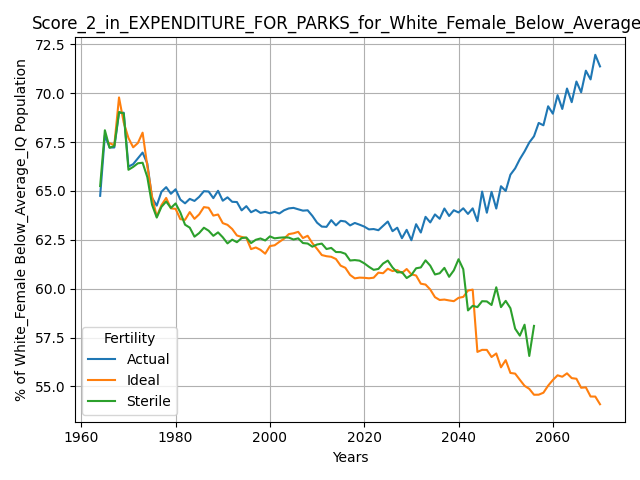 Score_2_in_EXPENDITURE_FOR_PARKS_for_White_Female_Below_Average
% of White_Female Below_Average_IQ Population
72.5
70.0
67.5
65.0
62.5
60.0
57.5
55.0
Fertility
Actual
Ideal
Sterile
1960 1980 2000 2020 2040 2060
Years